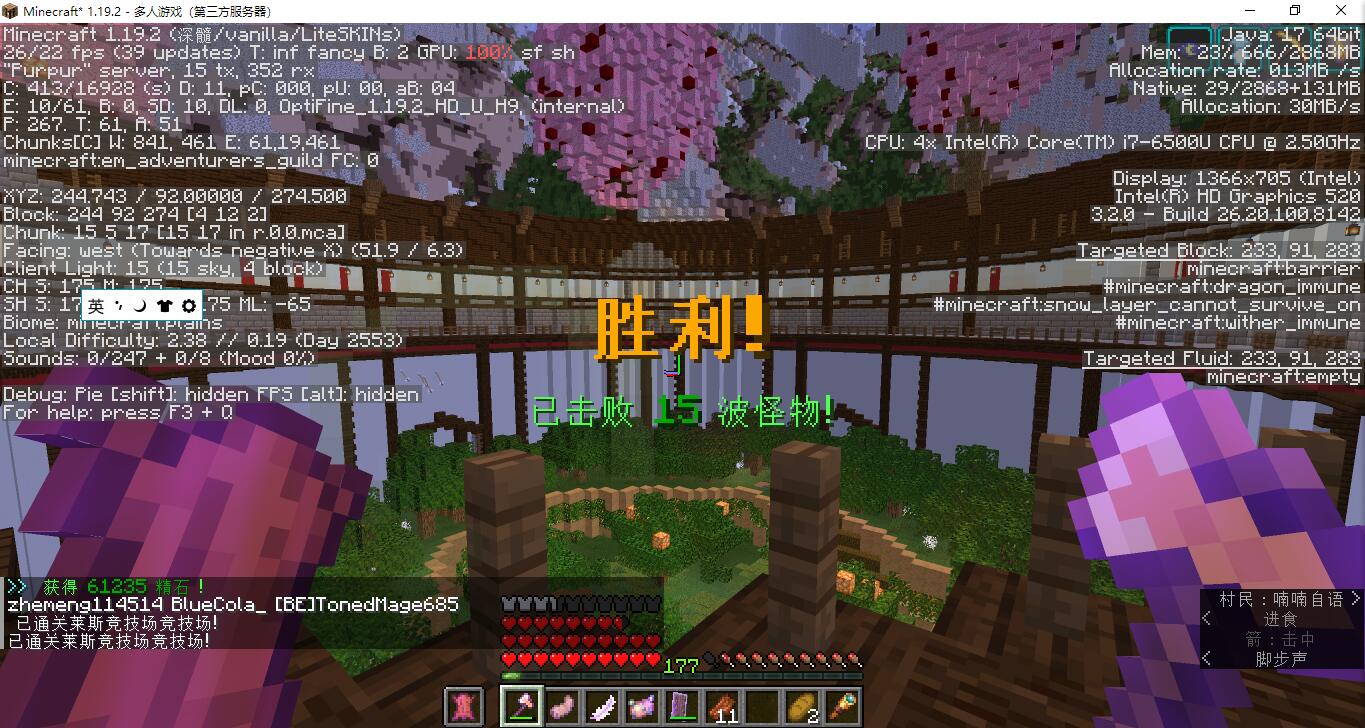 Minecraft* 1.19.2 - 多人游戏（第三方服务器）
Minecraft 1.19.2 (深髓/vanilla/LiteSKINs)
26/22 fps (39 updates) T: inf fancy B: 2 GPU: 100% sf sh
"Purpur" server, 15 tx, 352 rx
C: 413/16928 (s) D: 11, pC: 000, pU: 00, aB: 04
E: 10/61, B: 0, SD: 10, DL: 0, OptiFine_1.19.2_HD_U_H9, (internal)
P: 267. T: 61, A: 51
Chunks[C] W: 841, 461 E: 61,19,461
minecraft:em_adventurers_guild FC: 0
XYZ: 244.743 / 92.00000 / 274.500
Block: 244 92 274 [4 12 2]
Chunk: 15 5 17 [15 17 in r.0.0.mca]
Facing: west (Towards negative X) (51.9 / 6.3)
Client Light: 15 (15 sky, 4 block)
CH S: 175 M: 175
SH S: 17
75 ML: -65
英
Biome: minecraft:plains
Local Difficulty: 2.38 // 0.19 (Day 2553)
Sounds: 0/247 + 0/8 (Mood 0%)
Debug: Pie [shift]: hidden FPS [alt]: hidden
For help: press F3 + Q
Java: 17 64bit
Mem: 23% 666/2868MB
Allocation rate: 013MB /s
Native: 29/2868+131MB
Allocation: 30MB/s
CPU: 4x Intel(R) Core(TM) i7-6500U CPU @ 2.50GHz
Display: 1366x705 (Intel)
Intel(R) HD Graphics 520
3.2.0 - Build 26.20.100.8142
Targeted Block: 233, 91, 283
minecraft:barrier
#minecraft:dragon_immune
#minecraft:snow_layer_cannot_survive_on
#minecraft:wither_immune
Targeted Fluid: 233, 91, 283
minecraft:empty
胜利!
已击败 15 波怪物!
>> 获得 61235 精石 !
zhemeng114514 BlueCola_ [BE]TonedMage685
已通关莱斯竞技场竞技场!
已通关莱斯竞技场竞技场!
村民：喃喃自语 >
< 进食
箭：击中
< 脚步声
177
11
2